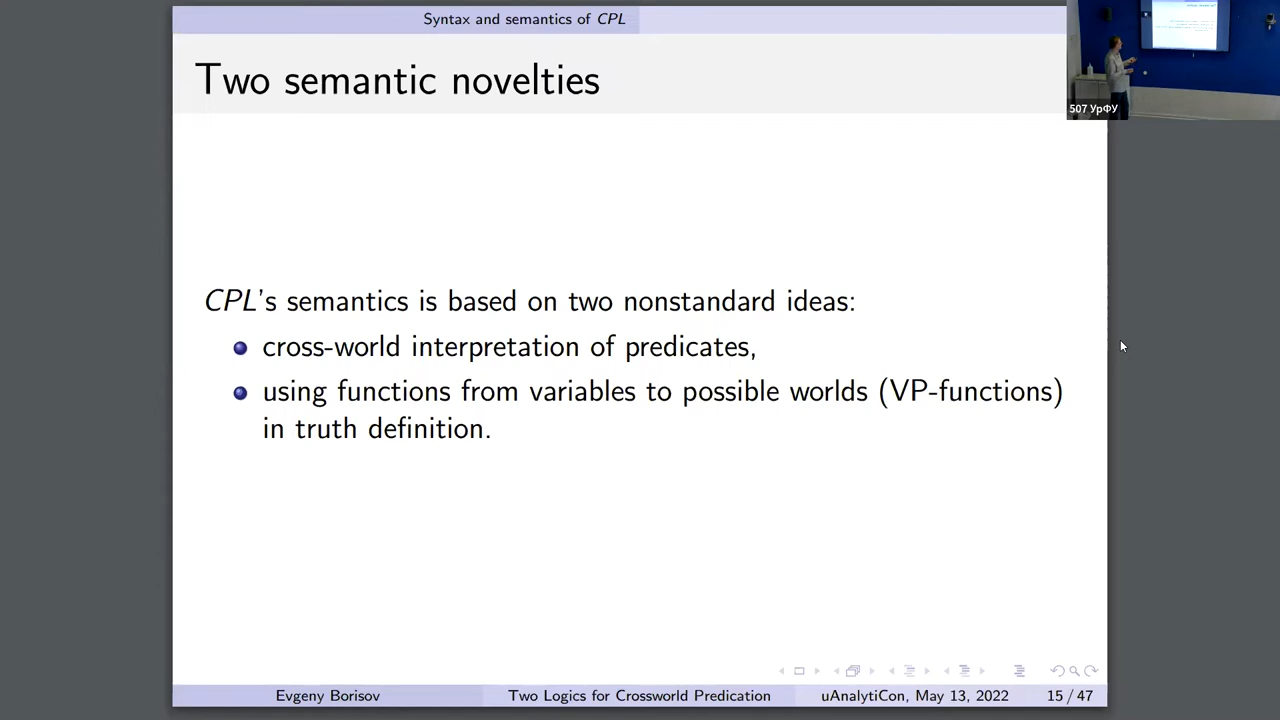 Syntax and semantics of CPL
Two semantic novelties
507 УрФУ
CPL's semantics is based on two nonstandard ideas:
cross-world interpretation of predicates,
using functions from variables to possible worlds (VP-functions)
in truth definition.
Evgeny Borisov
Two Logics for Crossworld Predication
uAnalytiCon, May 13, 2022
15 / 47